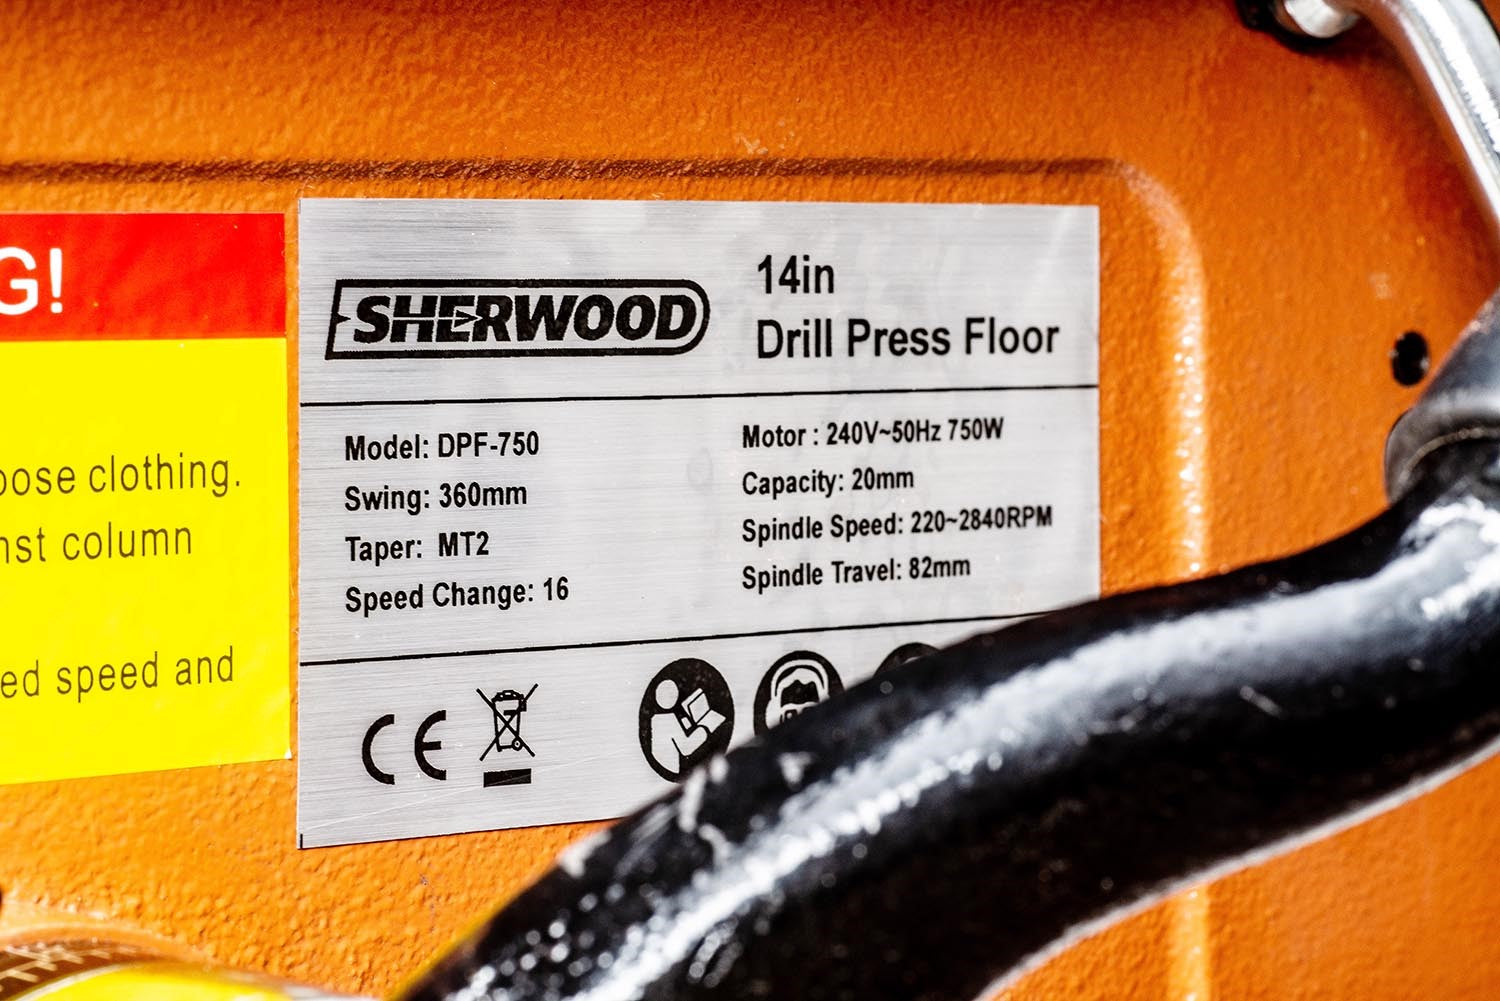 G!
oose clothing.
nst column
ed speed and
SHERWOOD
14in
Drill Press Floor
Model: DPF-750
Swing: 360mm
Taper: MT2
Speed Change: 16
Motor : 240V~50Hz 750W
Capacity: 20mm
Spindle Speed: 220~2840RPM
Spindle Travel: 82mm
CE